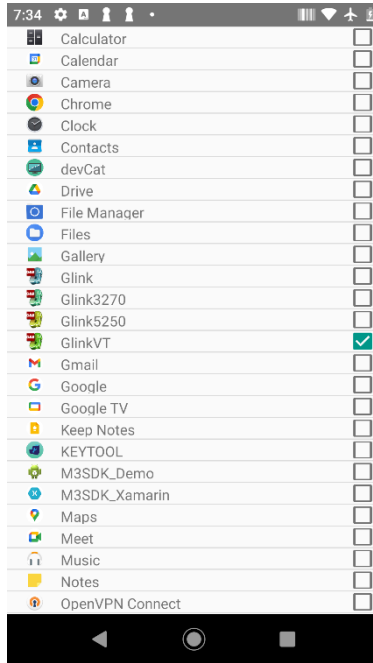 7:34
Calculator
Calendar
Camera
Chrome
Clock
Contacts
devCat
Drive
File Manager
Files
Gallery
Glink
Glink3270
Glink5250
GlinkVT
Gmail
Google
Google TV
Keep Notes
KEYTOOL
M3SDK_Demo
M3SDK_Xamarin
Maps
Meet
Music
Notes
OpenVPN Connect